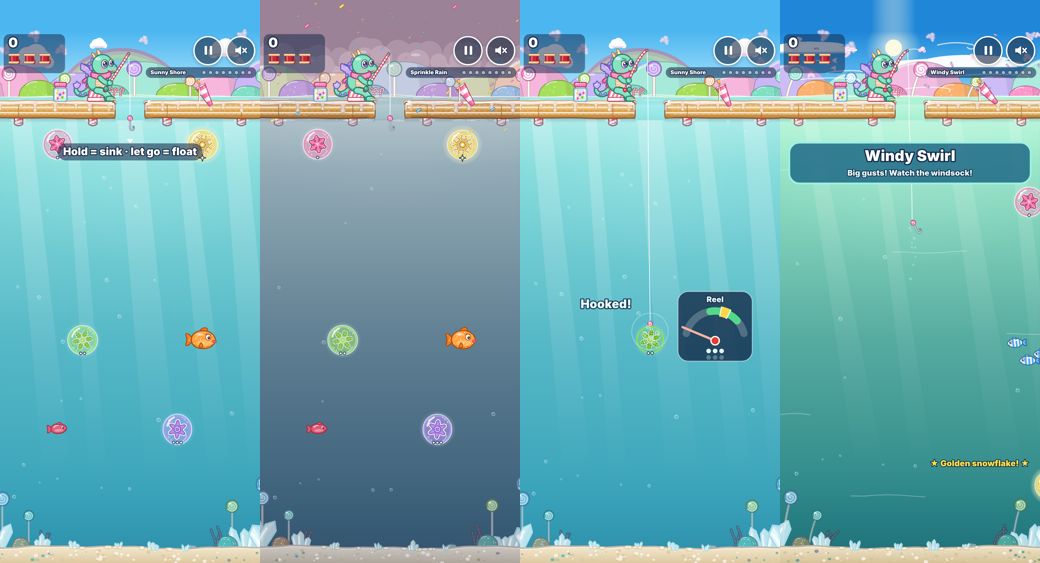 0
Sunny Shore
Hold = sink · let go = float
0
Sprinkle Rain
0
Sunny Shore
Hooked!
Reel
0
Windy Swirl
Windy Swirl
Big gusts! Watch the windsock!
★ Golden snowflake! ★